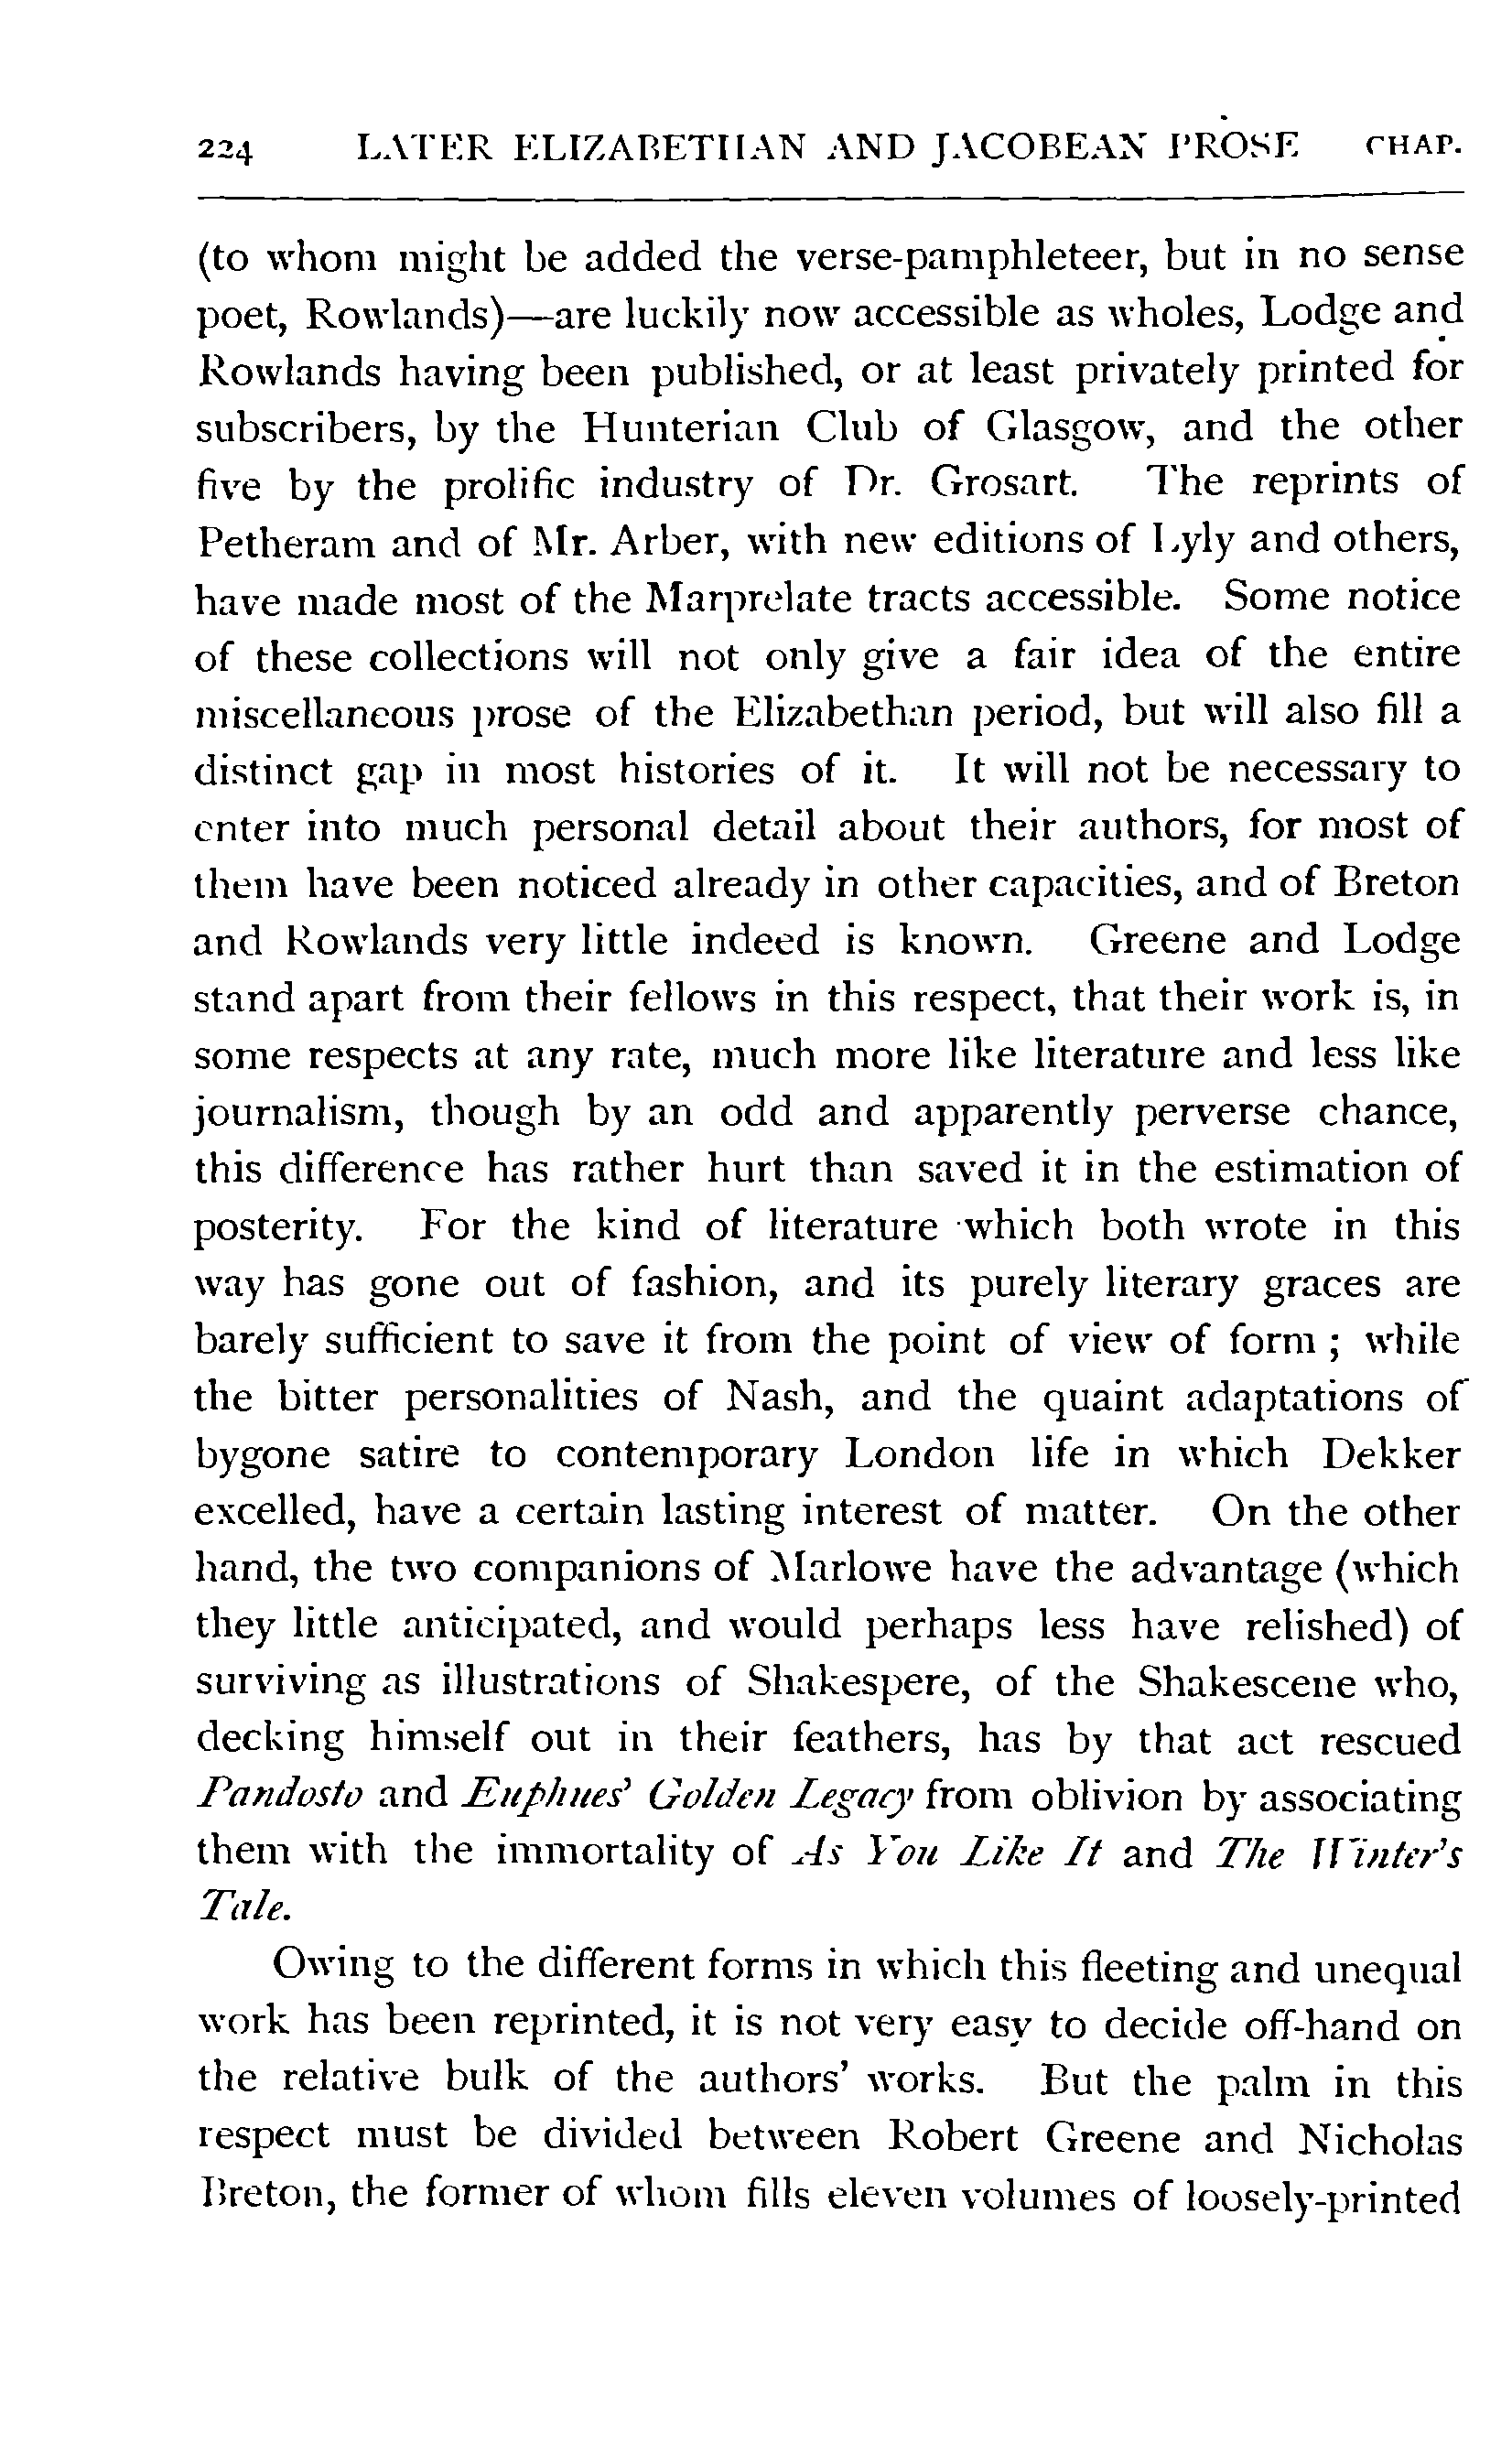 224 LATER ELIZABETHAN AND JACOBEAN PROSE CHAP.
(to whom might be added the verse-pamphleteer, but in no sense
poet, Rowlands)—are luckily now accessible as wholes, Lodge and
Rowlands having been published, or at least privately printed for
subscribers, by the Hunterian Club of Glasgow, and the other
five by the prolific industry of Dr. Grosart. The reprints of
Petheram and of Mr. Arber, with new editions of Lyly and others,
have made most of the Marprelate tracts accessible. Some notice
of these collections will not only give a fair idea of the entire
miscellaneous prose of the Elizabethan period, but will also fill a
distinct gap in most histories of it. It will not be necessary to
enter into much personal detail about their authors, for most of
them have been noticed already in other capacities, and of Breton
and Rowlands very little indeed is known. Greene and Lodge
stand apart from their fellows in this respect, that their work is, in
some respects at any rate, much more like literature and less like
journalism, though by an odd and apparently perverse chance,
this difference has rather hurt than saved it in the estimation of
posterity. For the kind of literature which both wrote in this
way has gone out of fashion, and its purely literary graces are
barely sufficient to save it from the point of view of form ; while
the bitter personalities of Nash, and the quaint adaptations of
bygone satire to contemporary London life in which Dekker
excelled, have a certain lasting interest of matter. On the other
hand, the two companions of Marlowe have the advantage (which
they little anticipated, and would perhaps less have relished) of
surviving as illustrations of Shakespere, of the Shakescene who,
decking himself out in their feathers, has by that act rescued
Pandosto and Euphues' Golden Legacy from oblivion by associating
them with the immortality of As You Like It and The Winter's
Tale.
Owing to the different forms in which this fleeting and unequal
work has been reprinted, it is not very easy to decide off-hand on
the relative bulk of the authors' works. But the palm in this
respect must be divided between Robert Greene and Nicholas
Breton, the former of whom fills eleven volumes of loosely-printed